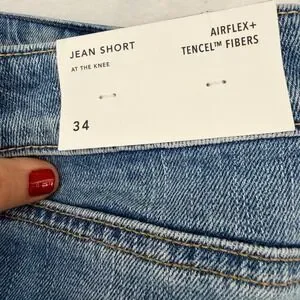 JEAN SHORT
AT THE KNEE
34
AIRFLEX+
TENCEL™ FIBERS